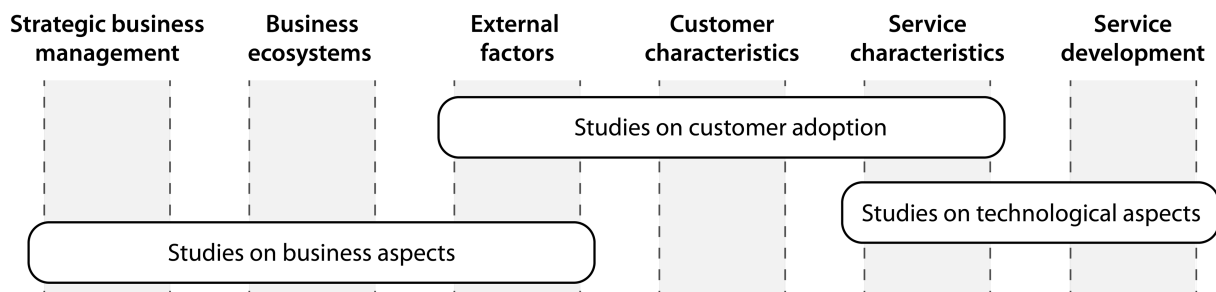 Strategic business
management
Business
ecosystems
External
factors
Customer
characteristics
Service
characteristics
Service
development
Studies on customer adoption
Studies on technological aspects
Studies on business aspects